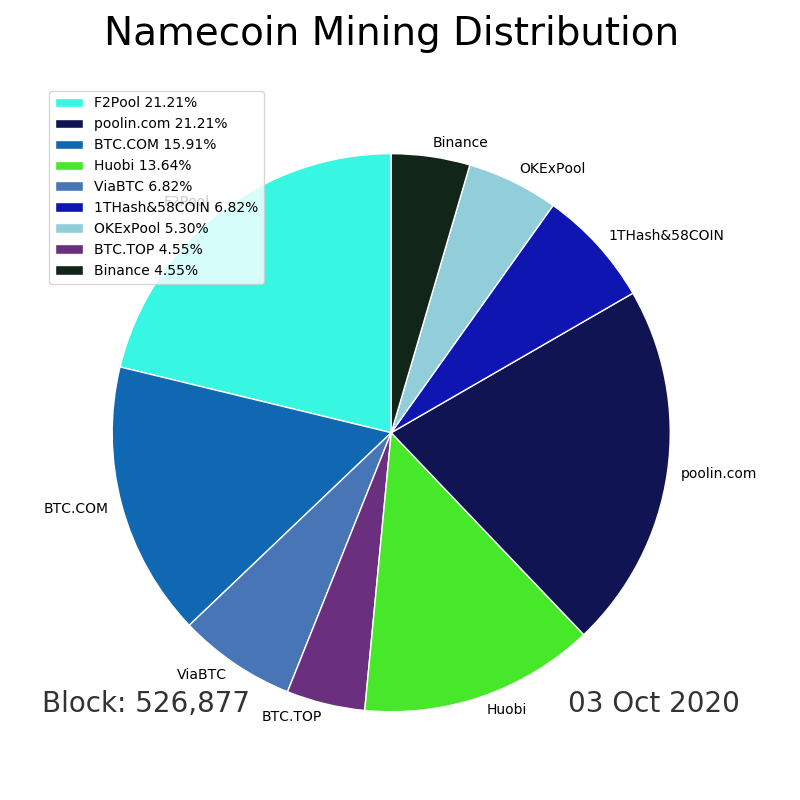 Namecoin Mining Distribution
F2Pool 21.21%
poolin.com 21.21%
BTC.COM 15.91%
Huobi 13.64%
ViaBTC 6.82%
1THash&58COIN 6.82%
OKExPool 5.30%
BTC.TOP 4.55%
Binance 4.55%
F2Pool
Binance
OKExPool
1THash&58COIN
poolin.com
BTC.COM
ViaBTC
BTC.TOP
Huobi
Block: 526,877
03 Oct 2020